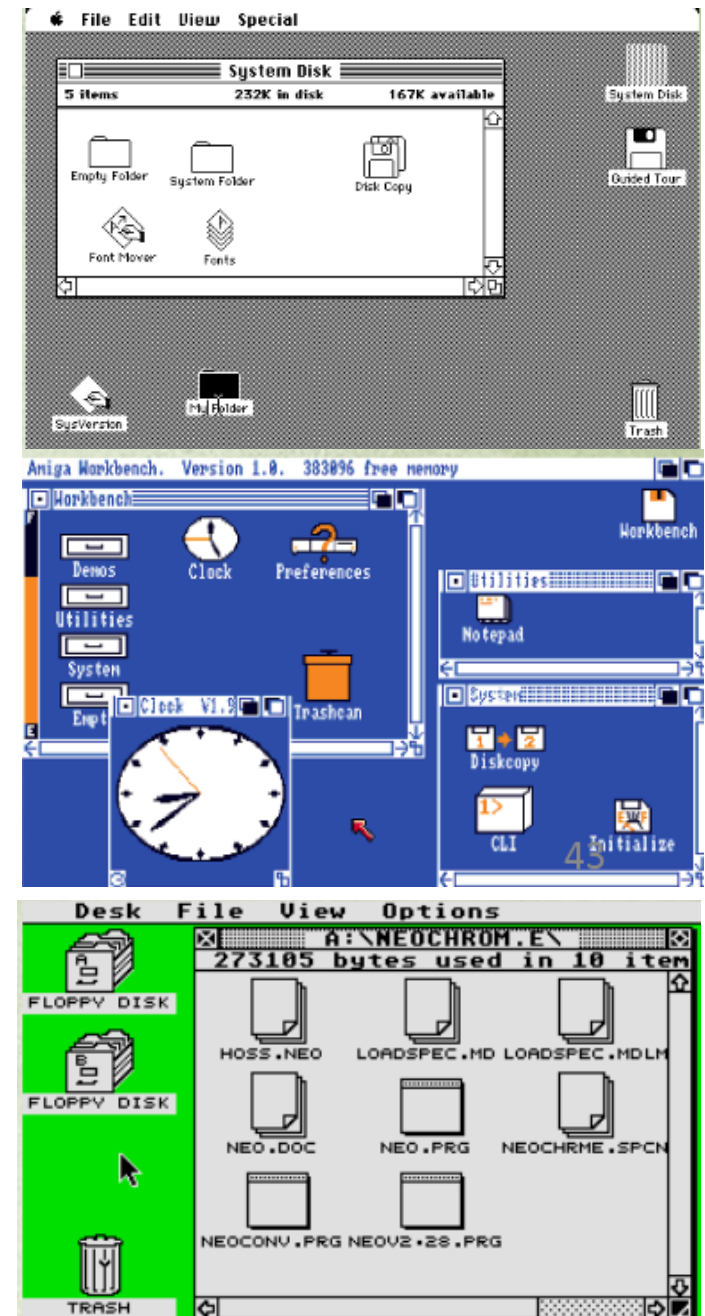 File Edit View Special
System Disk
5 items 232K in disk 167K available
System Disk
Empty Folder System Folder Disk Copy
Guided Tour
Font Mover Fonts
SysVersion My Folder Trash
Amiga Workbench. Version 1.0. 383096 free memory
Workbench
Workbench
Demos Clock Preferences
Utilities
Utilities
Notepad
System
System
Empt
Clock V1.
Trashcan
Diskcopy
1 2
1>
CLI Initialize
43
F
E
Desk File View Options
A:\NEOCHROM.E\
273105 bytes used in 10 item
A
FLOPPY DISK
HOSS.NEO LOADSPEC.MD LOADSPEC.MDLM
B
FLOPPY DISK
NEO.DOC NEO.PRG NEOCHRME.SPCN
NEOCONV.PRG NEOV2.28.PRG
TRASH